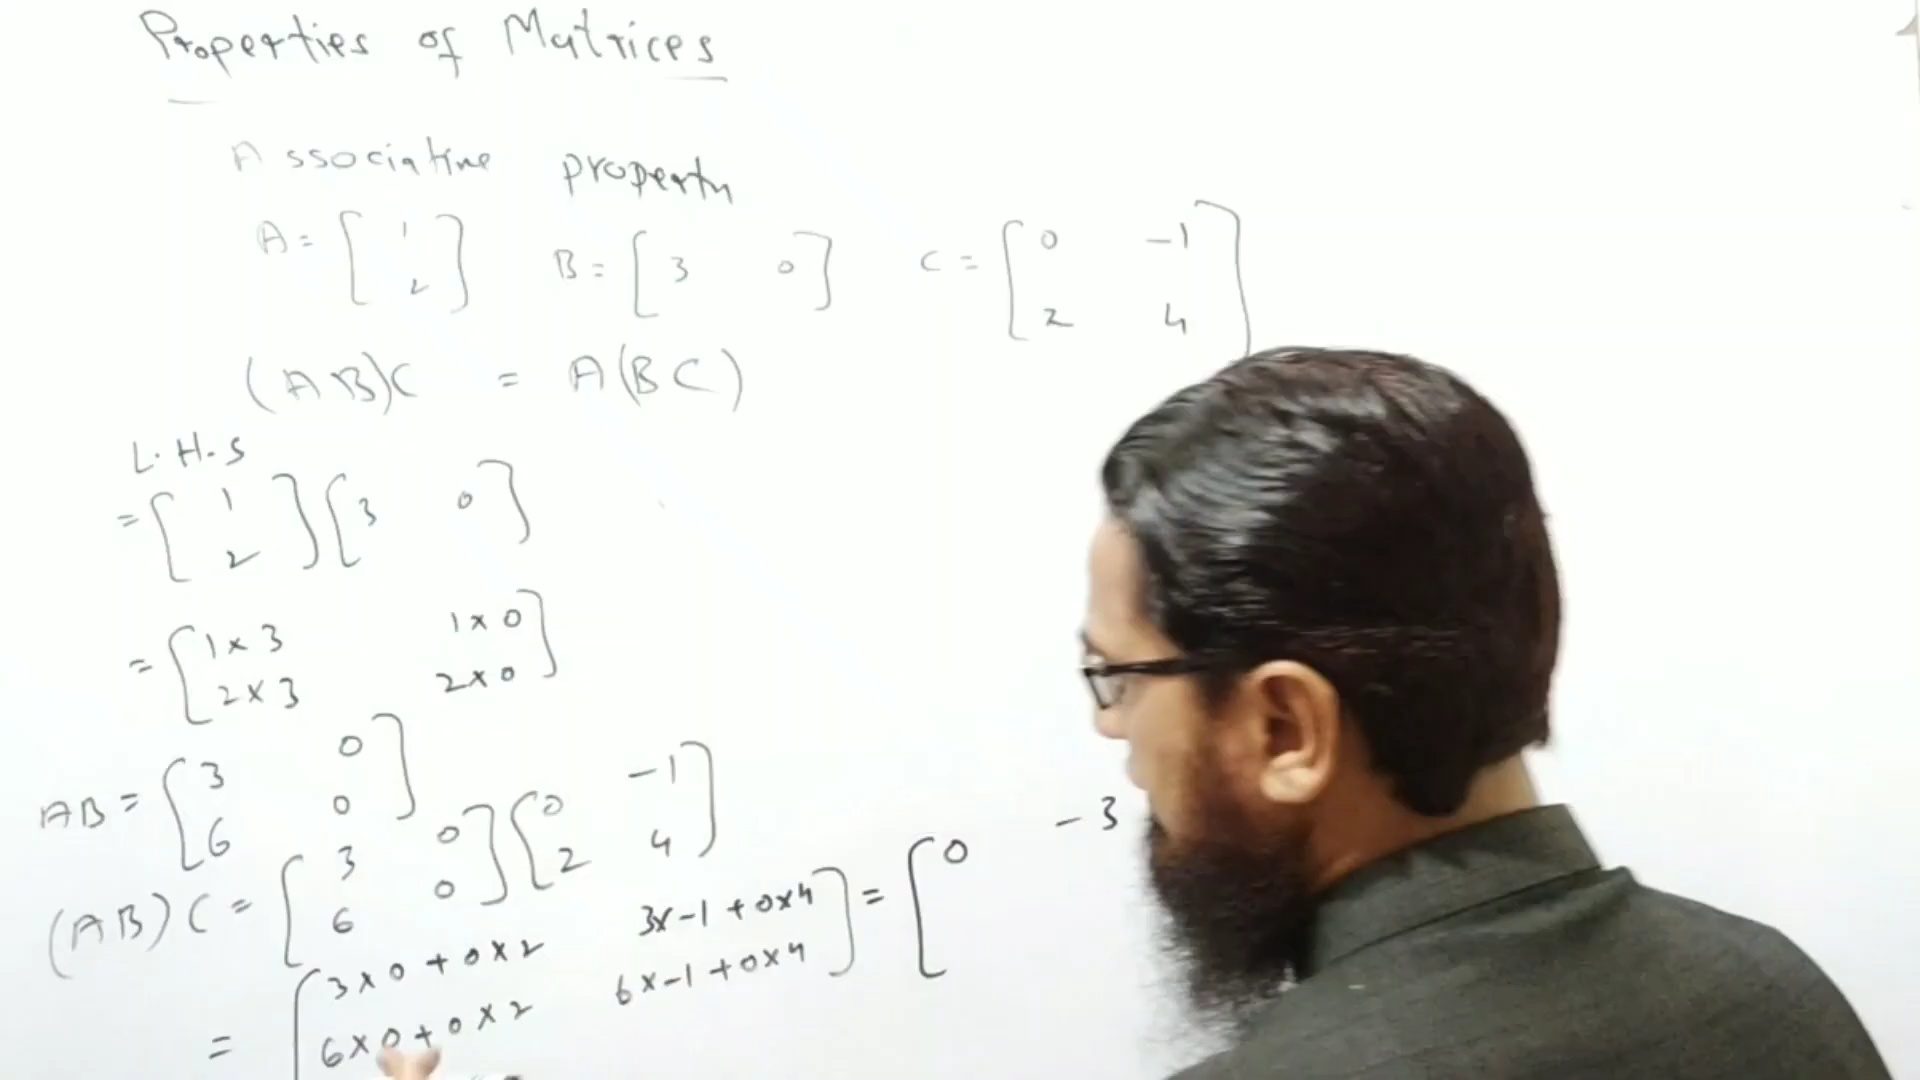 Properties of Matrices
Associative property
A = [1 B = [3 0] C = [0 -1
2] 2 4]
(AB)C = A(BC)
L.H.S
= [1 [3 0]
2]
= [1×3 1×0
2×3 2×0]
AB = [3 0
6 0]
(AB)C = [3 0 [0 -1
6 0] 2 4]
= [3×0+0×2 3×-1+0×4
6×0+0×2 6×-1+0×4] = [0 -3